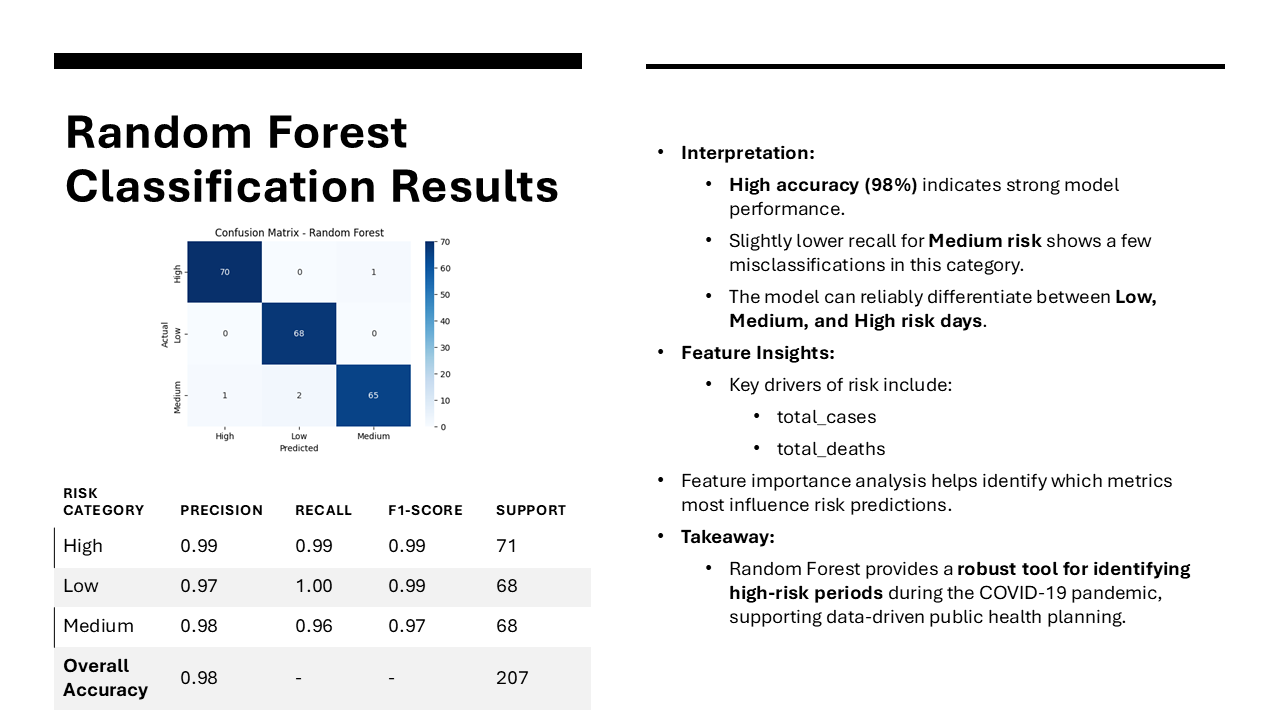 Random Forest
Classification Results
Confusion Matrix - Random Forest
70 0 1
0 68 0
1 2 65
High
Low
Medium
Actual
High Low Medium
Predicted
70
60
50
40
30
20
10
0
RISK CATEGORY PRECISION RECALL F1-SCORE SUPPORT
High 0.99 0.99 0.99 71
Low 0.97 1.00 0.99 68
Medium 0.98 0.96 0.97 68
Overall Accuracy 0.98 - - 207
• Interpretation:
• High accuracy (98%) indicates strong model
performance.
• Slightly lower recall for Medium risk shows a few
misclassifications in this category.
• The model can reliably differentiate between Low,
Medium, and High risk days.
• Feature Insights:
• Key drivers of risk include:
• total_cases
• total_deaths
• Feature importance analysis helps identify which metrics
most influence risk predictions.
• Takeaway:
• Random Forest provides a robust tool for identifying
high-risk periods during the COVID-19 pandemic,
supporting data-driven public health planning.